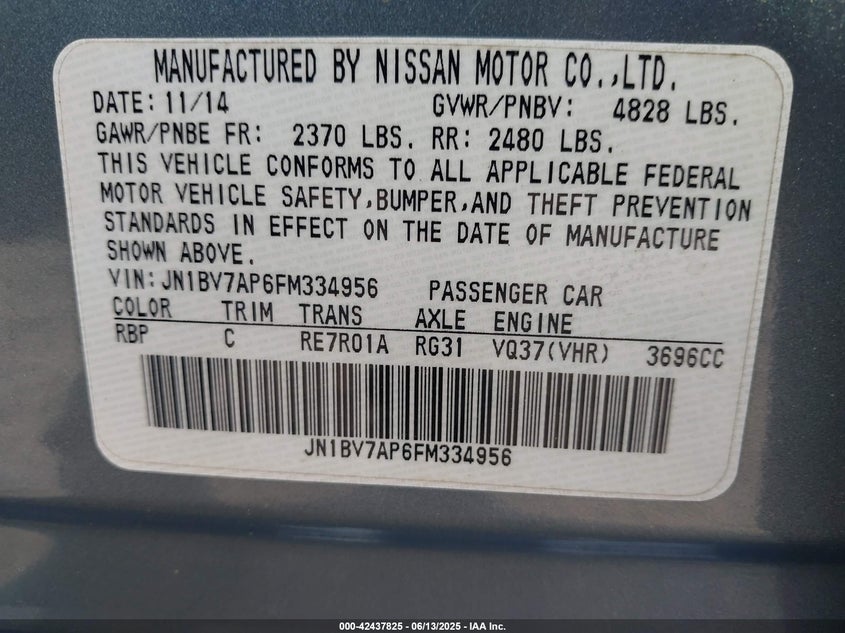 MANUFACTURED BY NISSAN MOTOR CO.,LTD.
DATE: 11/14 GVWR/PNBV: 4828 LBS.
GAWR/PNBE FR: 2370 LBS. RR: 2480 LBS.
THIS VEHICLE CONFORMS TO ALL APPLICABLE FEDERAL
MOTOR VEHICLE SAFETY,BUMPER,AND THEFT PREVENTION
STANDARDS IN EFFECT ON THE DATE OF MANUFACTURE
SHOWN ABOVE.
VIN:JN1BV7AP6FM334956 PASSENGER CAR
COLOR TRIM TRANS AXLE ENGINE
RBP C RE7R01A RG31 VQ37(VHR) 3696CC
JN1BV7AP6FM334956
000-42437825 - 06/13/2025 - IAA Inc.